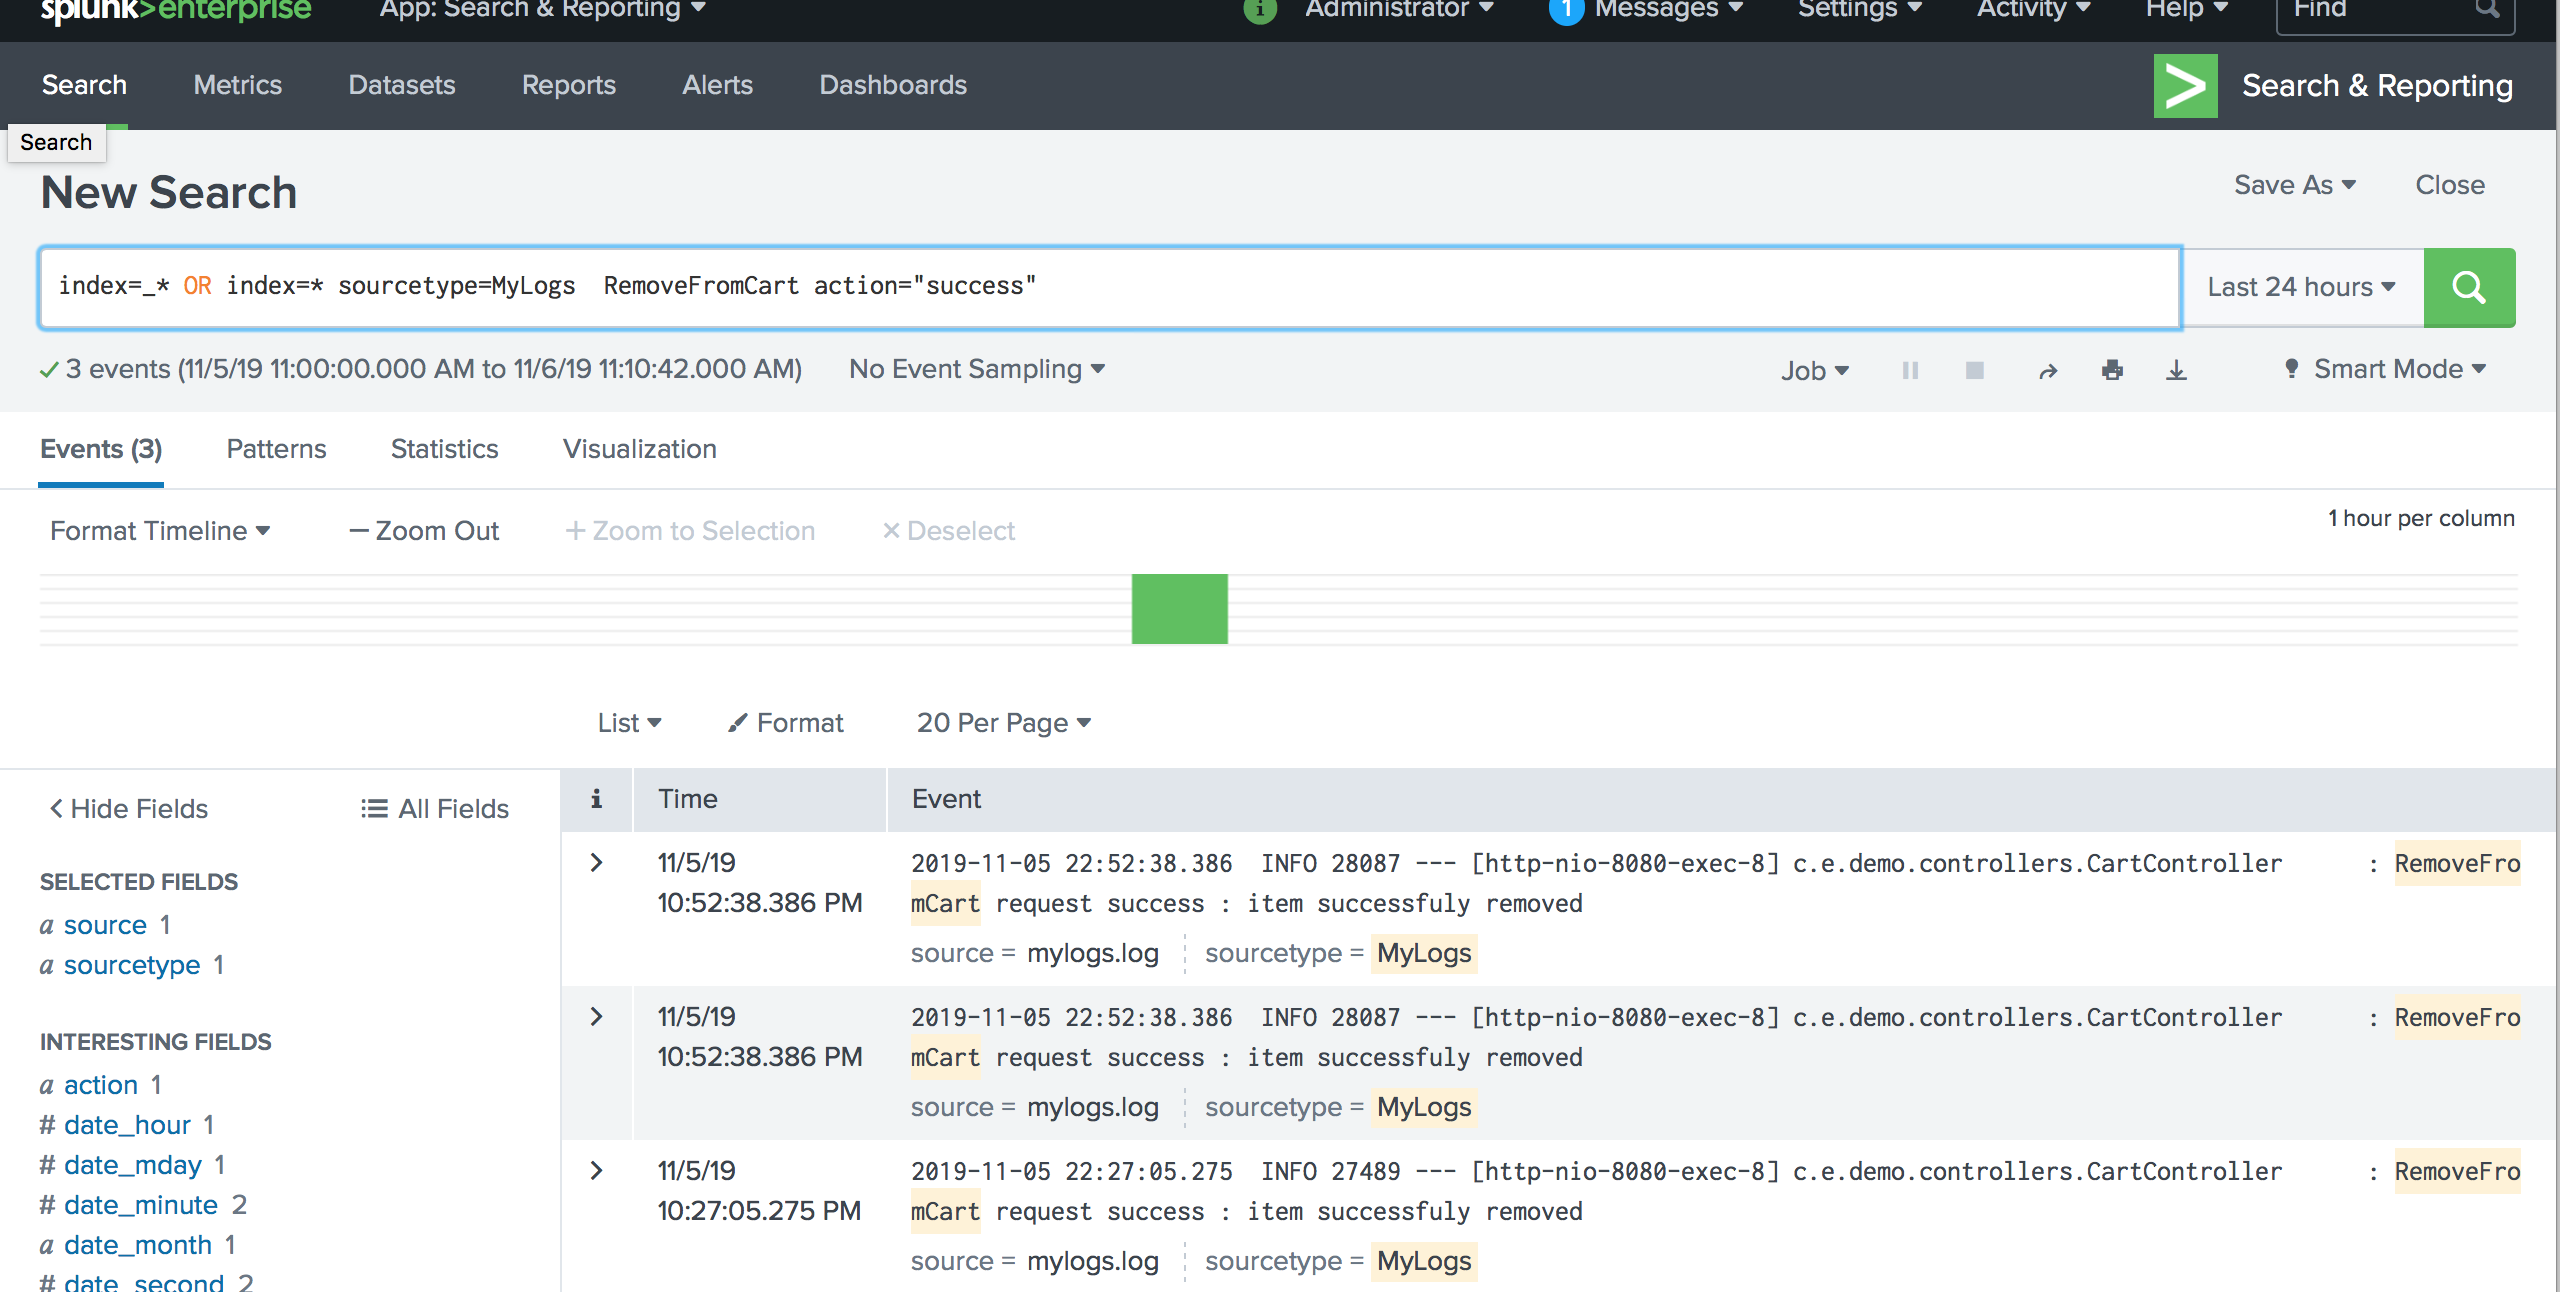 splunk>enterprise App: Search & Reporting i Administrator 1 Messages Settings Activity Help Find
Search Metrics Datasets Reports Alerts Dashboards > Search & Reporting
Search
New Search Save As Close
index=_* OR index=* sourcetype=MyLogs  RemoveFromCart action="success" Last 24 hours
3 events (11/5/19 11:00:00.000 AM to 11/6/19 11:10:42.000 AM) No Event Sampling Job Smart Mode
Events (3) Patterns Statistics Visualization
Format Timeline — Zoom Out + Zoom to Selection × Deselect 1 hour per column
List Format 20 Per Page
< Hide Fields All Fields i Time Event
SELECTED FIELDS
a source 1
a sourcetype 1
INTERESTING FIELDS
a action 1
# date_hour 1
# date_mday 1
# date_minute 2
a date_month 1
# date_second 2
> 11/5/19 2019-11-05 22:52:38.386  INFO 28087 --- [http-nio-8080-exec-8] c.e.demo.controllers.CartController : RemoveFro
10:52:38.386 PM mCart request success : item successfuly removed
source = mylogs.log sourcetype = MyLogs
> 11/5/19 2019-11-05 22:52:38.386  INFO 28087 --- [http-nio-8080-exec-8] c.e.demo.controllers.CartController : RemoveFro
10:52:38.386 PM mCart request success : item successfuly removed
source = mylogs.log sourcetype = MyLogs
> 11/5/19 2019-11-05 22:27:05.275  INFO 27489 --- [http-nio-8080-exec-8] c.e.demo.controllers.CartController : RemoveFro
10:27:05.275 PM mCart request success : item successfuly removed
source = mylogs.log sourcetype = MyLogs